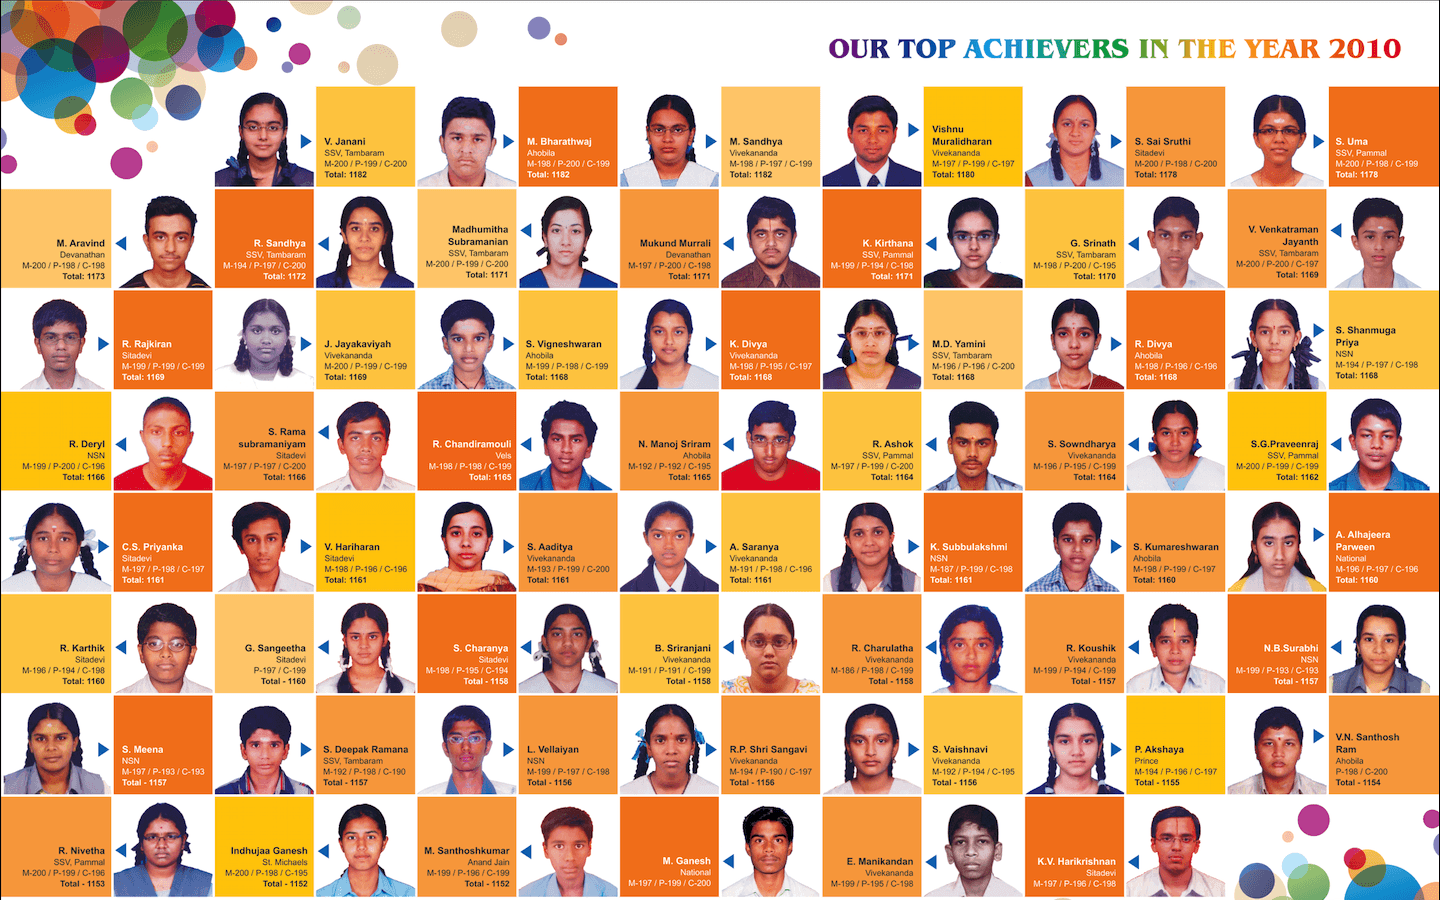 OUR TOP ACHIEVERS IN THE YEAR 2010
V. Janani
SSV, Tambaram
M-200 / P-199 / C-200
Total: 1182
M. Bharathwaj
Ahobila
M-198 / P-200 / C-199
Total: 1182
M. Sandhya
Vivekananda
M-198 / P-197 / C-199
Total: 1182
Vishnu
Muralidharan
Vivekananda
M-197 / P-199 / C-197
Total: 1180
S. Sai Sruthi
Sitadevi
M-200 / P-198 / C-200
Total: 1178
S. Uma
SSV, Pammal
M-200 / P-198 / C-199
Total: 1178
M. Aravind
Devanathan
M-200 / P-198 / C-198
Total: 1173
R. Sandhya
SSV, Tambaram
M-194 / P-197 / C-200
Total: 1172
Madhumitha
Subramanian
SSV, Tambaram
M-200 / P-199 / C-200
Total: 1171
Mukund Murrali
Devanathan
M-197 / P-200 / C-198
Total: 1171
K. Kirthana
SSV, Pammal
M-199 / P-194 / C-198
Total: 1171
G. Srinath
SSV, Tambaram
M-198 / P-200 / C-195
Total: 1170
V. Venkatraman
Jayanth
SSV, Tambaram
M-200 / P-200 / C-197
Total: 1169
R. Rajkiran
Sitadevi
M-199 / P-199 / C-199
Total: 1169
J. Jayakaviyah
Vivekananda
M-200 / P-199 / C-199
Total: 1169
S. Vigneshwaran
Ahobila
M-199 / P-198 / C-199
Total: 1168
K. Divya
Vivekananda
M-198 / P-195 / C-197
Total: 1168
M.D. Yamini
SSV, Tambaram
M-196 / P-196 / C-200
Total: 1168
R. Divya
Ahobila
M-198 / P-196 / C-196
Total: 1168
S. Shanmuga
Priya
NSN
M-194 / P-197 / C-198
Total: 1168
R. Deryl
NSN
M-199 / P-200 / C-196
Total: 1166
S. Rama
subramaniyam
Sitadevi
M-197 / P-197 / C-200
Total: 1166
R. Chandiramouli
Vels
M-198 / P-198 / C-199
Total: 1165
N. Manoj Sriram
Ahobila
M-192 / P-192 / C-195
Total: 1165
R. Ashok
SSV, Pammal
M-197 / P-199 / C-200
Total: 1164
S. Sowndharya
Vivekananda
M-196 / P-195 / C-199
Total: 1164
S.G.Praveenraj
SSV, Pammal
M-200 / P-199 / C-199
Total: 1162
C.S. Priyanka
Sitadevi
M-197 / P-198 / C-197
Total: 1161
V. Hariharan
Sitadevi
M-198 / P-196 / C-196
Total: 1161
S. Aaditya
Vivekananda
M-193 / P-199 / C-200
Total: 1161
A. Saranya
Vivekananda
M-191 / P-198 / C-196
Total: 1161
K. Subbulakshmi
NSN
M-187 / P-199 / C-198
Total: 1161
S. Kumareshwaran
Ahobila
M-198 / P-199 / C-197
Total: 1160
A. Alhajeera
Parween
National
M-196 / P-197 / C-196
Total: 1160
R. Karthik
Sitadevi
M-196 / P-194 / C-198
Total: 1160
G. Sangeetha
Sitadevi
P-197 / C-199
Total - 1160
S. Charanya
Sitadevi
M-198 / P-195 / C-194
Total - 1158
B. Sriranjani
Vivekananda
M-191 / P-191 / C-199
Total - 1158
R. Charulatha
Vivekananda
M-186 / P-198 / C-199
Total - 1158
R. Koushik
Vivekananda
M-199 / P-194 / C-199
Total - 1157
N.B.Surabhi
NSN
M-199 / P-193 / C-193
Total - 1157
S. Meena
NSN
M-197 / P-193 / C-193
Total - 1157
S. Deepak Ramana
SSV, Tambaram
M-192 / P-198 / C-190
Total - 1157
L. Vellaiyan
NSN
M-199 / P-197 / C-198
Total - 1156
R.P. Shri Sangavi
Vivekananda
M-194 / P-190 / C-197
Total - 1156
S. Vaishnavi
Vivekananda
M-192 / P-194 / C-195
Total - 1156
P. Akshaya
Prince
M-194 / P-196 / C-197
Total - 1155
V.N. Santhosh
Ram
Ahobila
P-198 / C-200
Total - 1154
R. Nivetha
SSV, Pammal
M-200 / P-199 / C-196
Total - 1153
Indhujaa Ganesh
St. Michaels
M-200 / P-198 / C-195
Total - 1152
M. Santhoshkumar
Anand Jain
M-199 / P-196 / C-199
Total - 1152
M. Ganesh
National
M-197 / P-199 / C-200
E. Manikandan
Vivekananda
M-199 / P-195 / C-198
K.V. Harikrishnan
Sitadevi
M-197 / P-196 / C-198